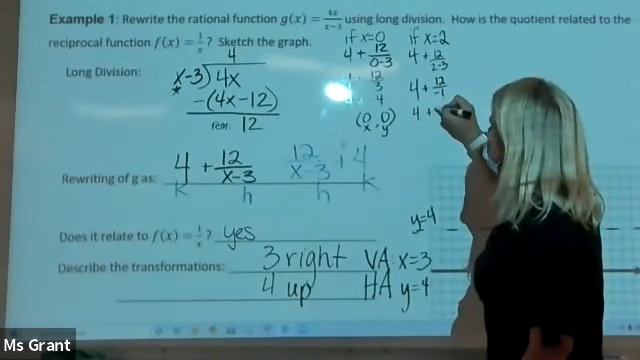 Example 1: Rewrite the rational function g(x) = 4x/(x−3) using long division. How is the quotient related to the
reciprocal function f(x) = 1/x? Sketch the graph.
if x=0
4 + 12/(0-3)
12/3
4
(0, 0)
x y
if x=2
4 + 12/(2-3)
4 + 12/-1
4 +
Long Division:
4
x-3)4x
-(4x-12)
rem: 12
Rewriting of g as: 4 + 12/(x-3) 12/(x-3) + 4
k h h k
y=4
Does it relate to f(x) = 1/x? yes
Describe the transformations: 3 right VA: x=3
4 up HA y=4
Ms Grant